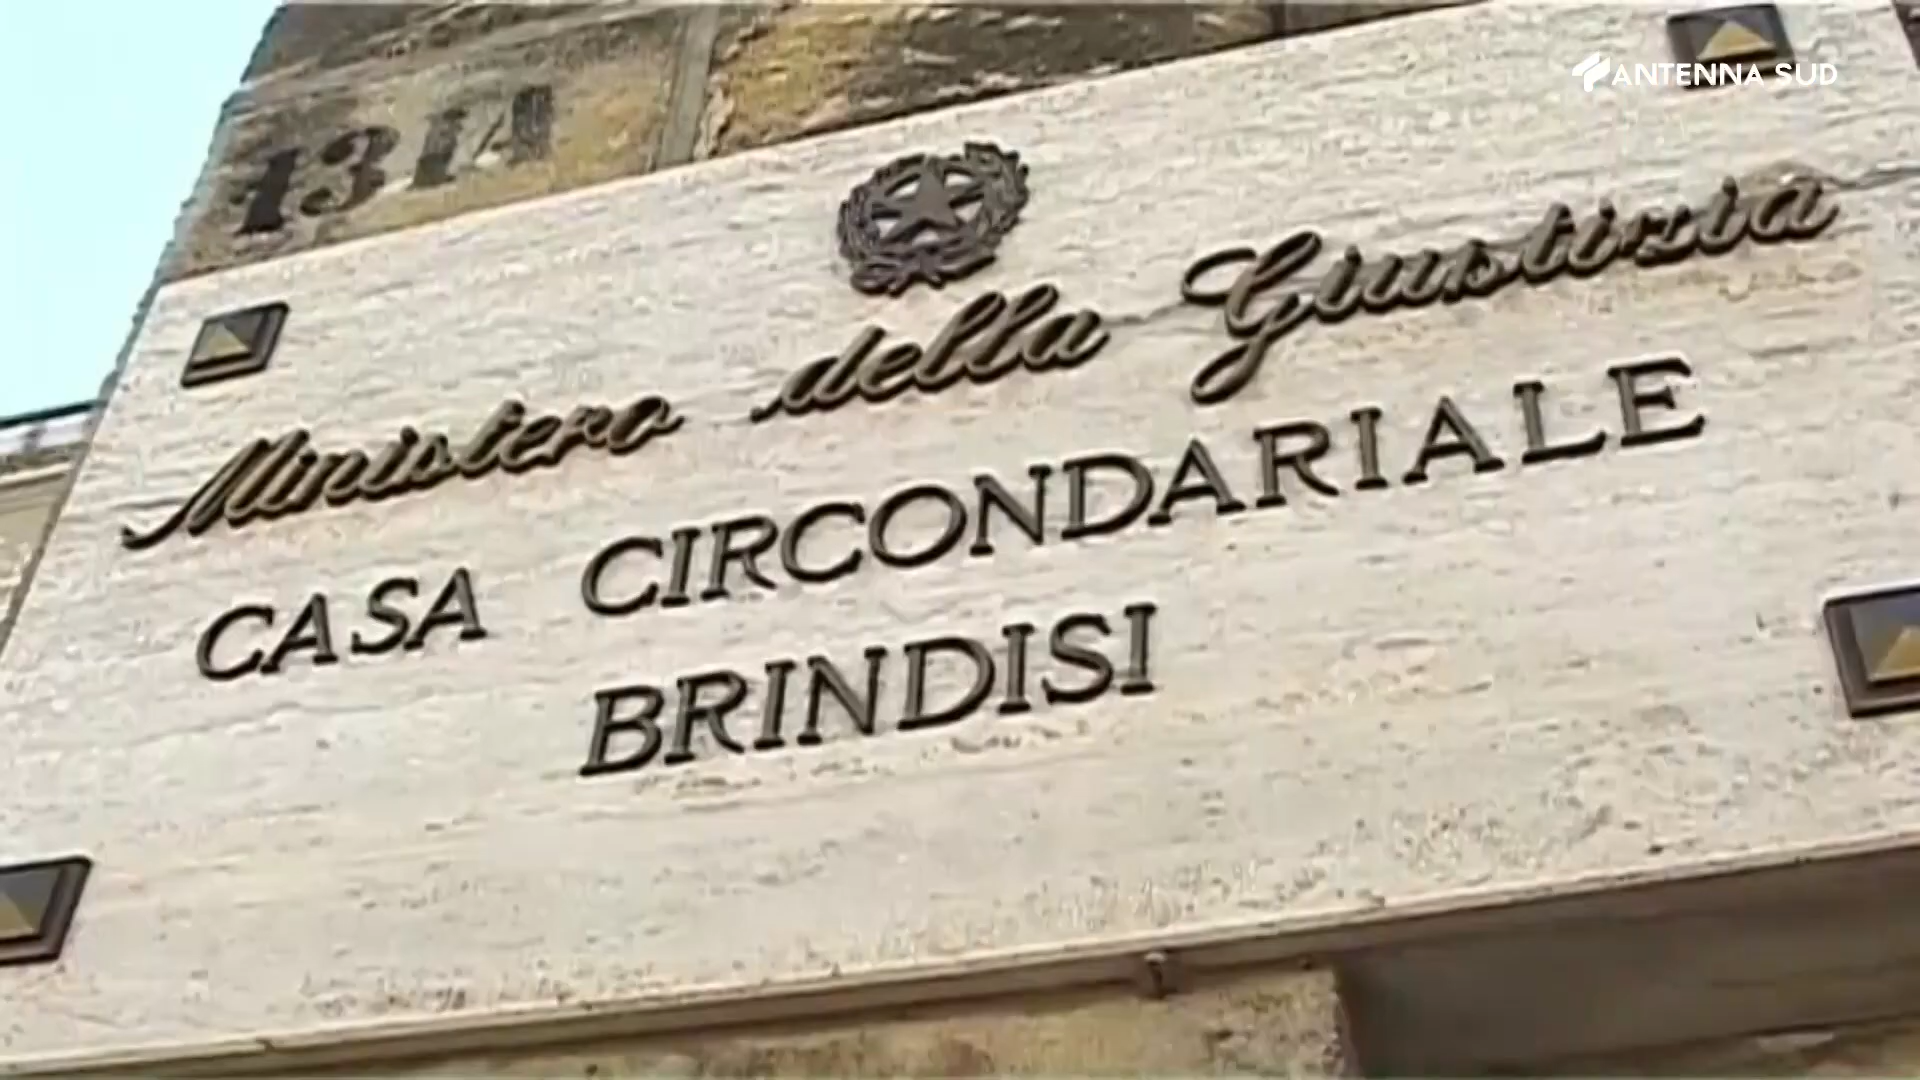 ANTENNA SUD
Ministero della Giustizia
CASA CIRCONDARIALE
BRINDISI